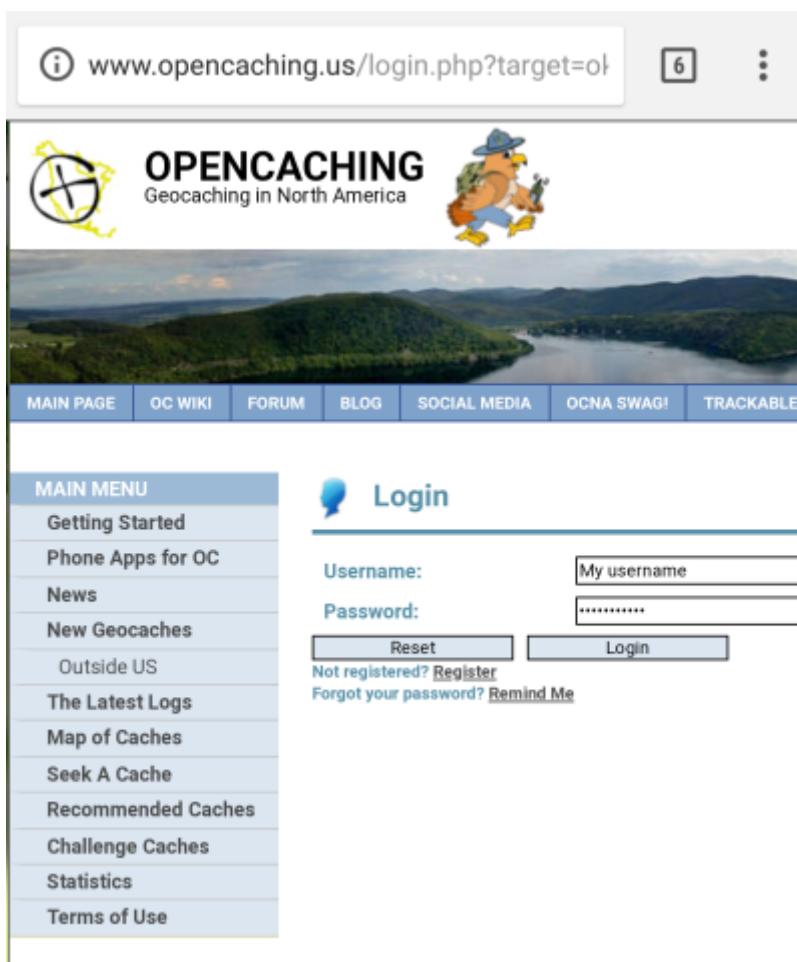 www.opencaching.us/login.php?target=ok
6
OPENCACHING
Geocaching in North America
MAIN PAGE OC WIKI FORUM BLOG SOCIAL MEDIA OCNA SWAG! TRACKABLE
MAIN MENU
Getting Started
Phone Apps for OC
News
New Geocaches
Outside US
The Latest Logs
Map of Caches
Seek A Cache
Recommended Caches
Challenge Caches
Statistics
Terms of Use
Login
Username: My username
Password: ···········
Reset Login
Not registered? Register
Forgot your password? Remind Me